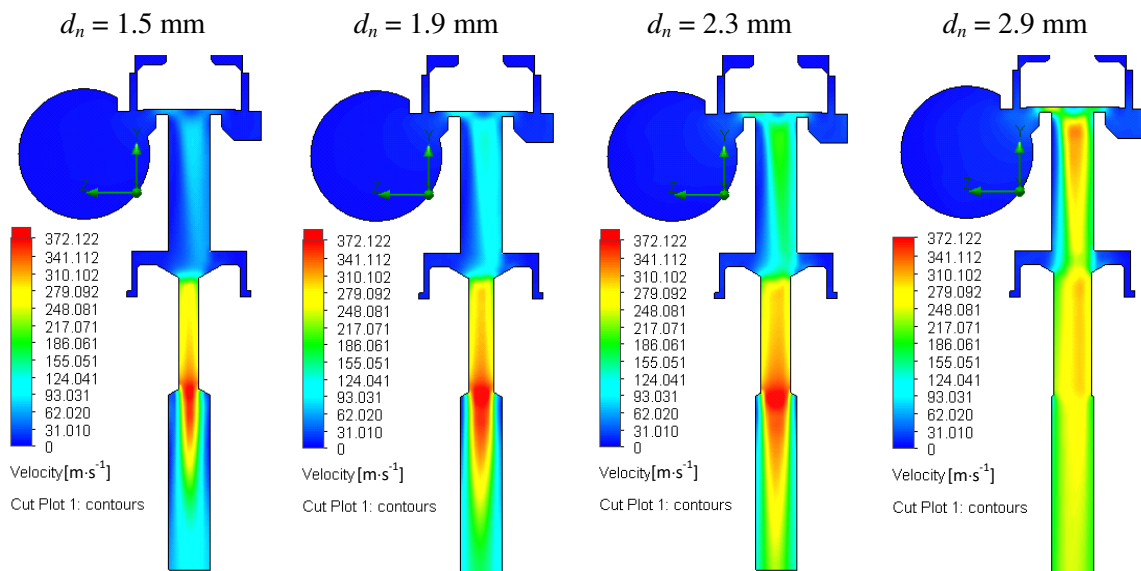 dn = 1.5 mm
dn = 1.9 mm
dn = 2.3 mm
dn = 2.9 mm
Y
Z
372.122
341.112
310.102
279.092
248.081
217.071
186.061
155.051
124.041
93.031
62.020
31.010
0
Velocity[m·s⁻¹]
Cut Plot 1: contours
Y
Z
372.122
341.112
310.102
279.092
248.081
217.071
186.061
155.051
124.041
93.031
62.020
31.010
0
Velocity[m·s⁻¹]
Cut Plot 1: contours
Y
Z
372.122
341.112
310.102
279.092
248.081
217.071
186.061
155.051
124.041
93.031
62.020
31.010
0
Velocity[m·s⁻¹]
Cut Plot 1: contours
Y
Z
372.122
341.112
310.102
279.092
248.081
217.071
186.061
155.051
124.041
93.031
62.020
31.010
0
Velocity[m·s⁻¹]
Cut Plot 1: contours